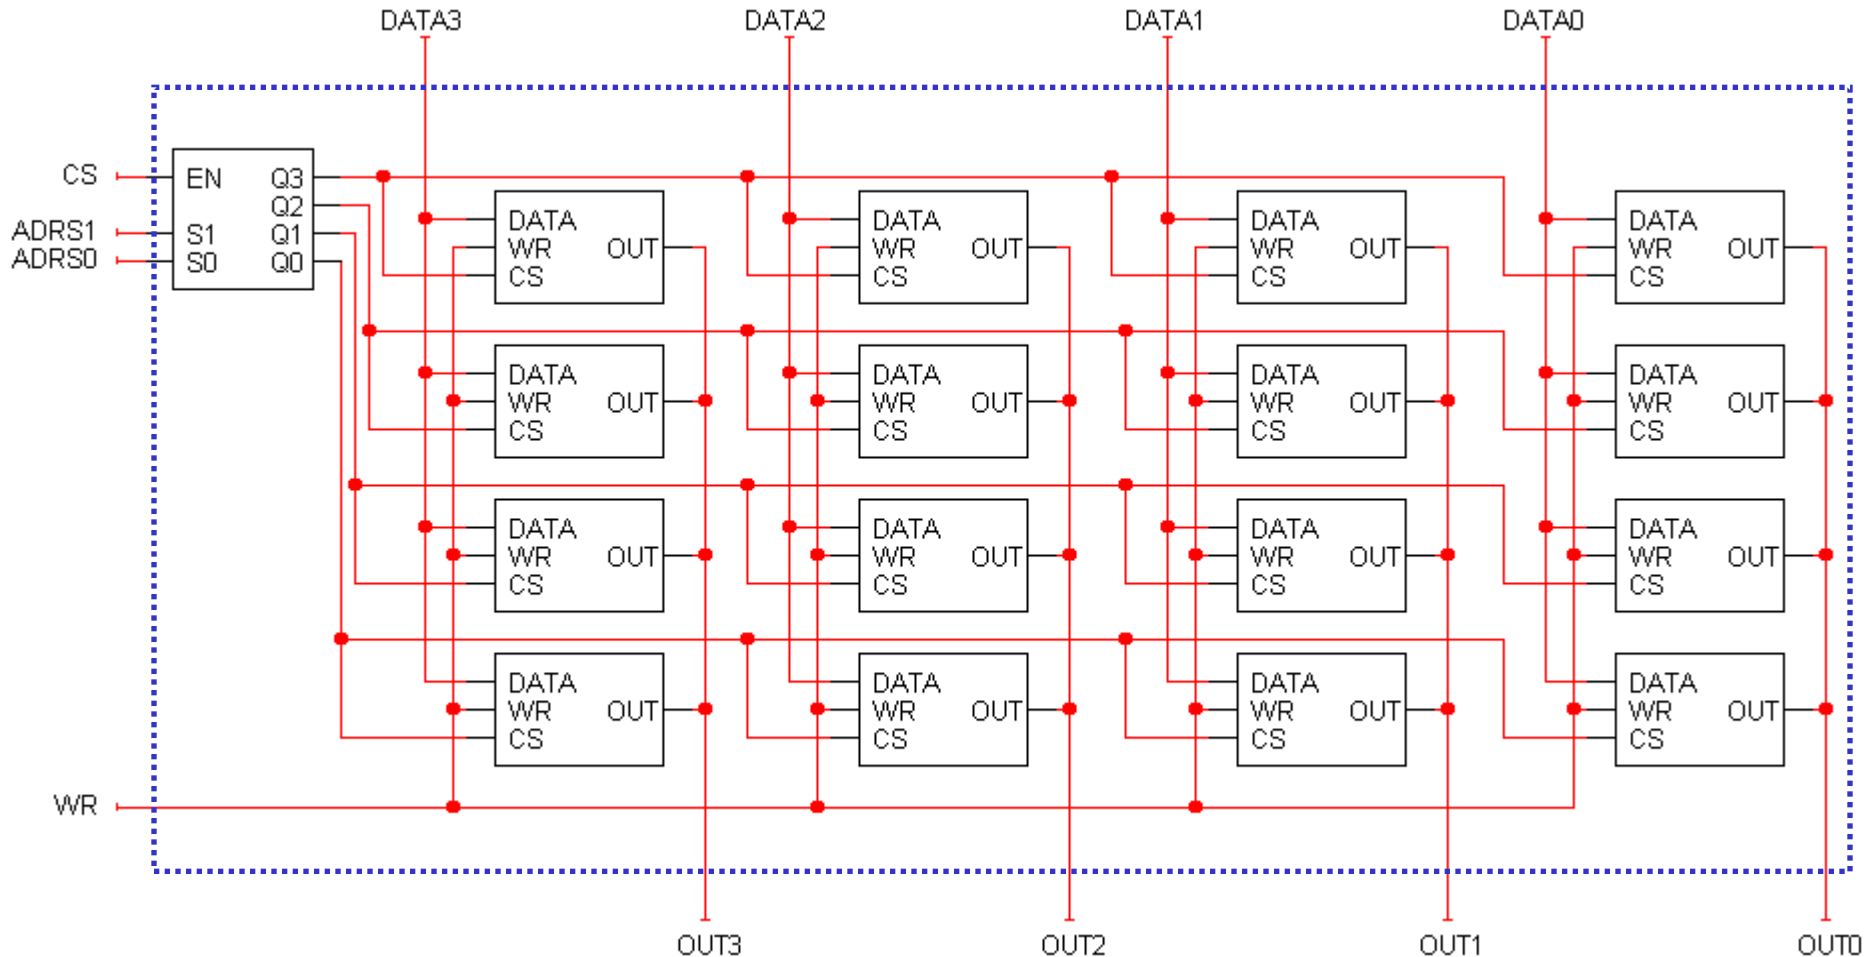 DATA3 DATA2 DATA1 DATA0
CS EN Q3
Q2
ADRS1 S1 Q1
ADRS0 S0 Q0
DATA DATA DATA DATA
WR OUT WR OUT WR OUT WR OUT
CS CS CS CS
DATA DATA DATA DATA
WR OUT WR OUT WR OUT WR OUT
CS CS CS CS
DATA DATA DATA DATA
WR OUT WR OUT WR OUT WR OUT
CS CS CS CS
DATA DATA DATA DATA
WR OUT WR OUT WR OUT WR OUT
CS CS CS CS
WR
OUT3 OUT2 OUT1 OUT0